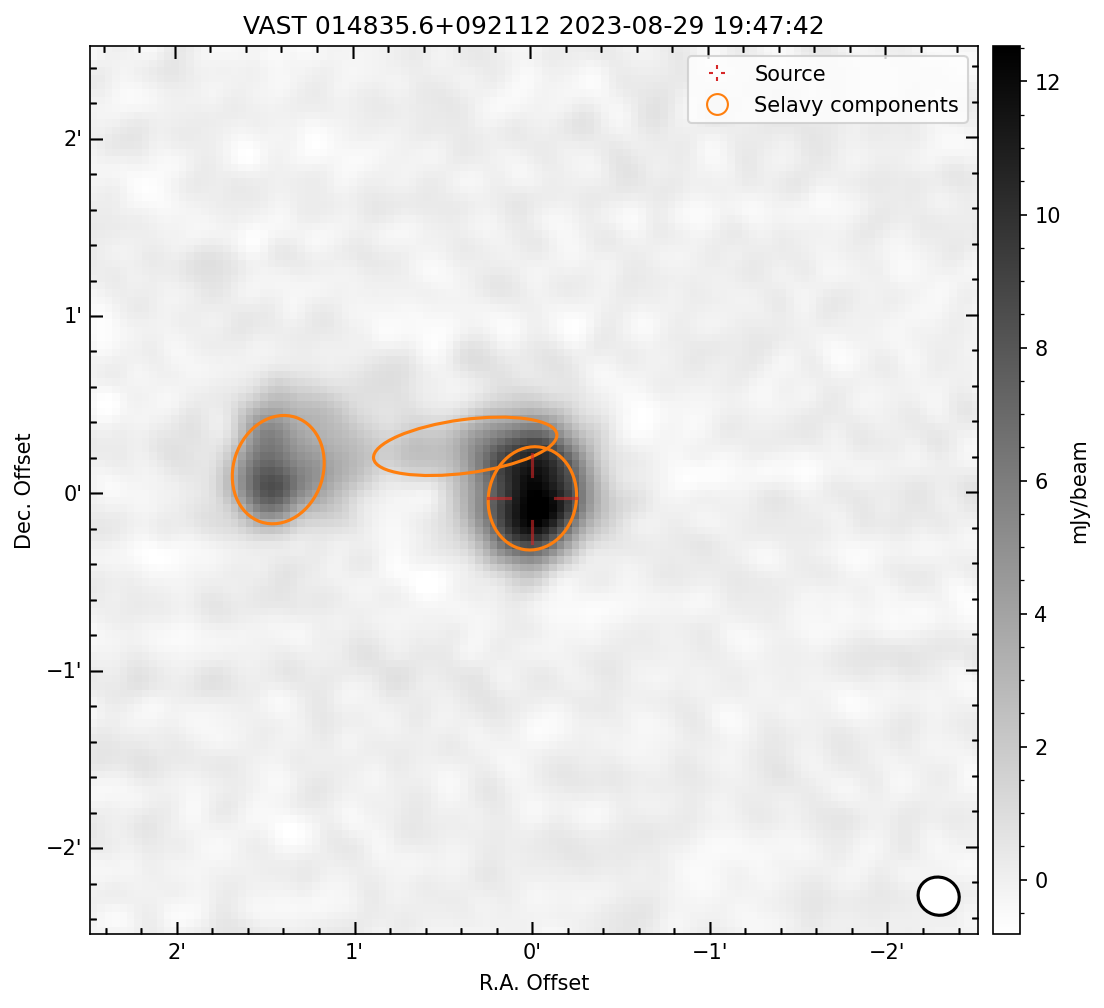 VAST 014835.6+092112 2023-08-29 19:47:42
Source
Selavy components
2'
1'
0'
−1'
−2'
Dec. Offset
2'
1'
0'
−1'
−2'
R.A. Offset
12
10
8
6
4
2
0
mJy/beam